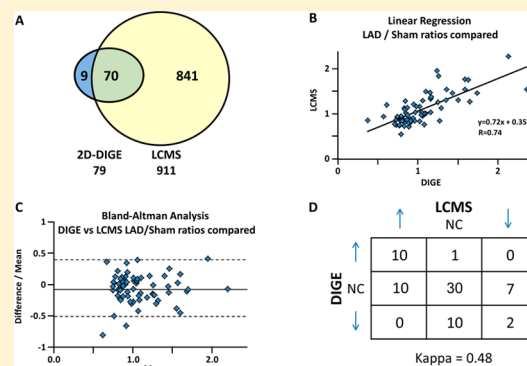 A
9
70
841
2D-DIGE
79
LCMS
911
B
Linear Regression
LAD / Sham ratios compared
LCMS
2
1
0
y=0.72x + 0.35
R=0.74
0
1
2
DIGE
C
Bland-Altman Analysis
DIGE vs LCMS LAD/Sham ratios compared
Difference / Mean
1
0.5
0
-0.5
-1
0.0
1.0
2.0
D
LCMS
↑ NC ↓
DIGE
↑ 10 1 0
NC 10 30 7
↓ 0 10 2
Kappa = 0.48